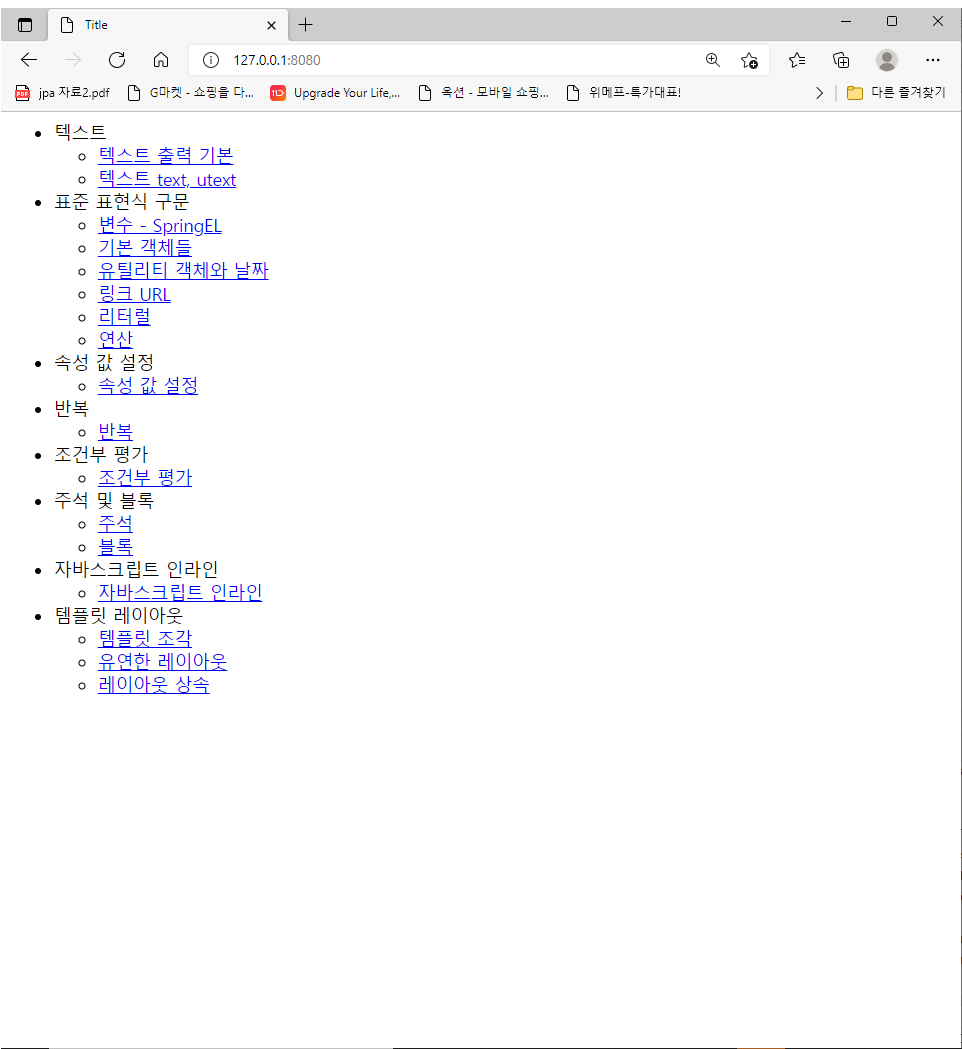 Title
127.0.0.1:8080
jpa 자료2.pdf G마켓 - 쇼핑을 다... Upgrade Your Life,... 옥션 - 모바일 쇼핑... 위메프-특가대표! 다른 즐겨찾기
텍스트
텍스트 출력 기본
텍스트 text, utext
표준 표현식 구문
변수 - SpringEL
기본 객체들
유틸리티 객체와 날짜
링크 URL
리터럴
연산
속성 값 설정
속성 값 설정
반복
반복
조건부 평가
조건부 평가
주석 및 블록
주석
블록
자바스크립트 인라인
자바스크립트 인라인
템플릿 레이아웃
템플릿 조각
유연한 레이아웃
레이아웃 상속